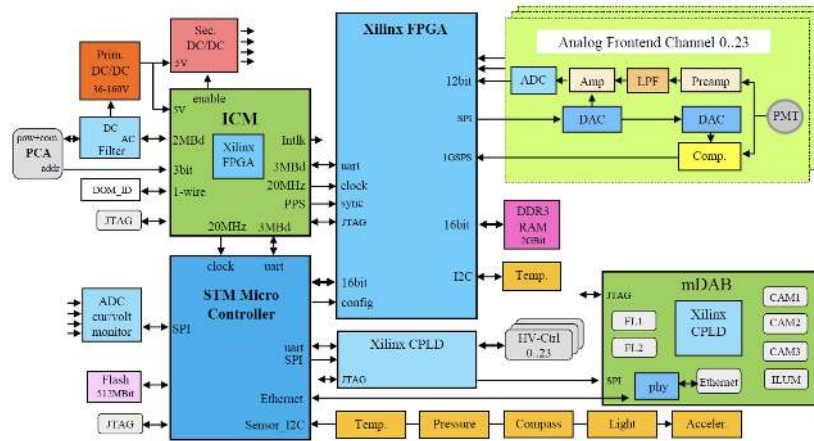 Prim.
DC/DC
36-160V
Sec.
DC/DC
5V
enable
5V
ICM
Xilinx
FPGA
2MBd
3bit
1-wire
Intlk
3MBd
20MHz
PPS
20MHz
3MBd
DC
AC
Filter
pow+com
PCA
addr
DOM_ID
JTAG
Xilinx FPGA
12bit
SPI
1GSPS
uart
clock
sync
JTAG
16bit
I2C
16bit
config
Analog Frontend Channel 0..23
ADC
Amp
LPF
Preamp
DAC
DAC
Comp.
PMT
DDR3
RAM
2GBit
Temp.
clock
uart
STM Micro
Controller
SPI
uart
SPI
Ethernet
Sensor_I2C
ADC
cur/volt
monitor
Flash
512MBit
JTAG
Xilinx CPLD
JTAG
HV-Ctrl
0..23
mDAB
JTAG
FL1
FL2
Xilinx
CPLD
CAM1
CAM2
CAM3
ILUM
SPI
phy
Ethernet
Temp.
Pressure
Compass
Light
Acceler.